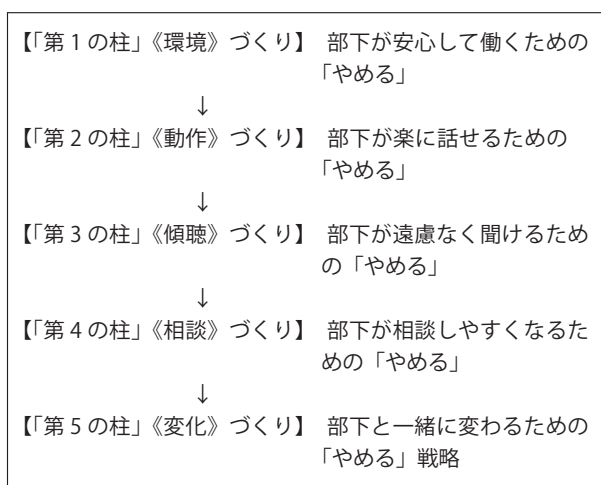 【｢第１の柱｣《環境》づくり】 部下が安心して働くための
｢やめる｣
↓
【｢第２の柱｣《動作》づくり】 部下が楽に話せるための
｢やめる｣
↓
【｢第３の柱｣《傾聴》づくり】 部下が遠慮なく聞けるため
の｢やめる｣
↓
【｢第４の柱｣《相談》づくり】 部下が相談しやすくなるた
めの｢やめる｣
↓
【｢第５の柱｣《変化》づくり】 部下と一緒に変わるための
｢やめる｣戦略